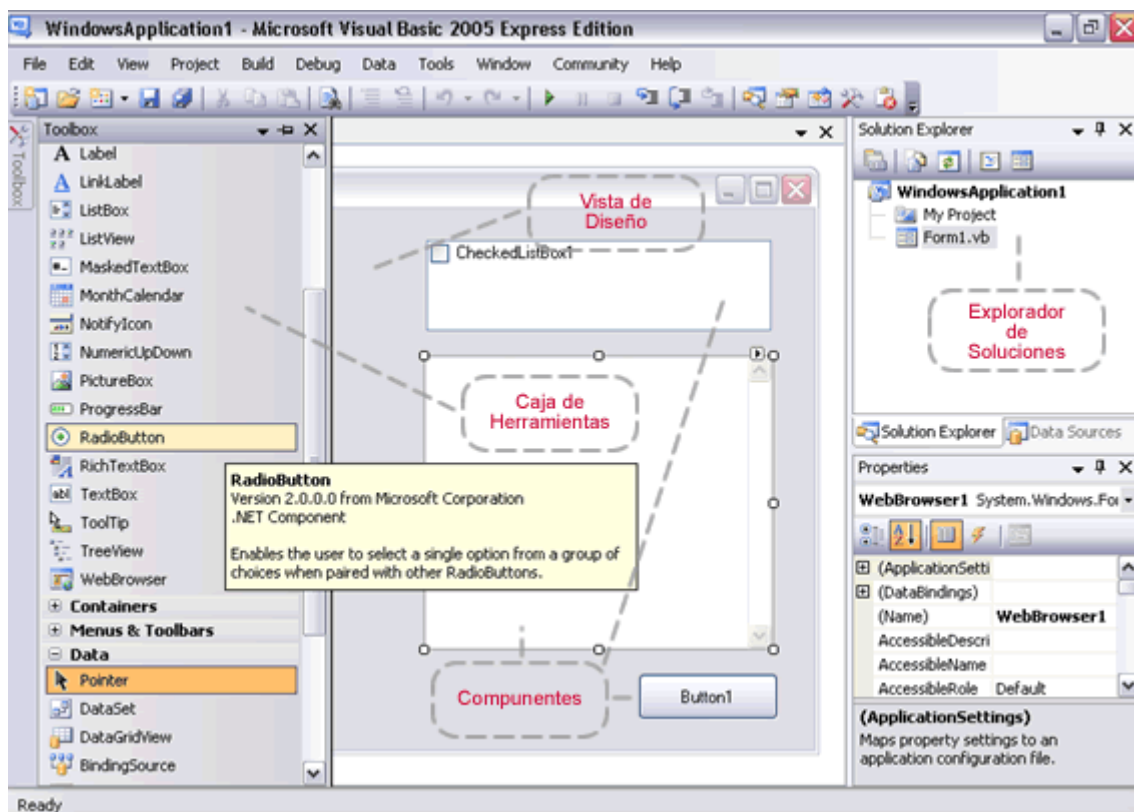 WindowsApplication1 - Microsoft Visual Basic 2005 Express Edition
File Edit View Project Build Debug Data Tools Window Community Help
Toolbox
Toolbox
Label
LinkLabel
ListBox
ListView
MaskedTextBox
MonthCalendar
NotifyIcon
NumericUpDown
PictureBox
ProgressBar
RadioButton
RichTextBox
TextBox
ToolTip
TreeView
WebBrowser
Containers
Menus & Toolbars
Data
Pointer
DataSet
DataGridView
BindingSource
RadioButton
Version 2.0.0.0 from Microsoft Corporation
.NET Component
Enables the user to select a single option from a group of
choices when paired with other RadioButtons.
Vista de
Diseño
CheckedListBox1
Caja de
Herramientas
Compunentes
Button1
Solution Explorer
WindowsApplication1
My Project
Form1.vb
Explorador
de
Soluciones
Solution Explorer Data Sources
Properties
WebBrowser1 System.Windows.For
(ApplicationSetti
(DataBindings)
(Name) WebBrowser1
AccessibleDescri
AccessibleName
AccessibleRole Default
(ApplicationSettings)
Maps property settings to an
application configuration file.
Ready